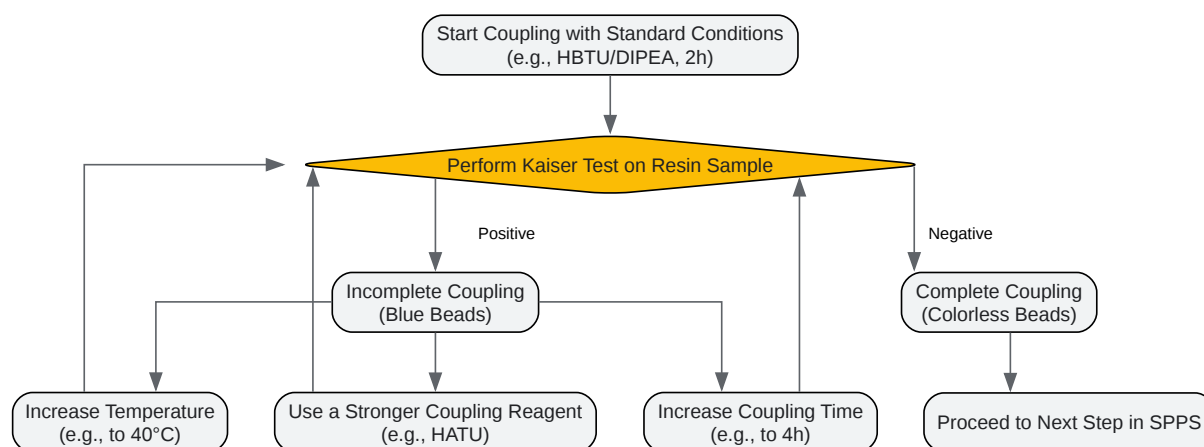 Start Coupling with Standard Conditions
(e.g., HBTU/DIPEA, 2h)
Perform Kaiser Test on Resin Sample
Positive
Negative
Incomplete Coupling
(Blue Beads)
Complete Coupling
(Colorless Beads)
Increase Temperature
(e.g., to 40°C)
Use a Stronger Coupling Reagent
(e.g., HATU)
Increase Coupling Time
(e.g., to 4h)
Proceed to Next Step in SPPS